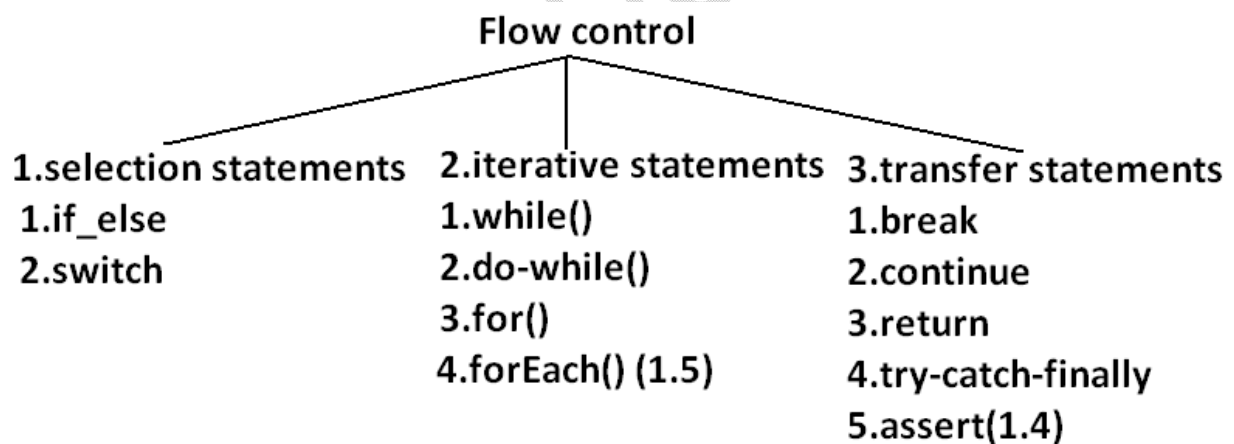 Flow control
1.selection statements
1.if_else
2.switch
2.iterative statements
1.while()
2.do-while()
3.for()
4.forEach() (1.5)
3.transfer statements
1.break
2.continue
3.return
4.try-catch-finally
5.assert(1.4)